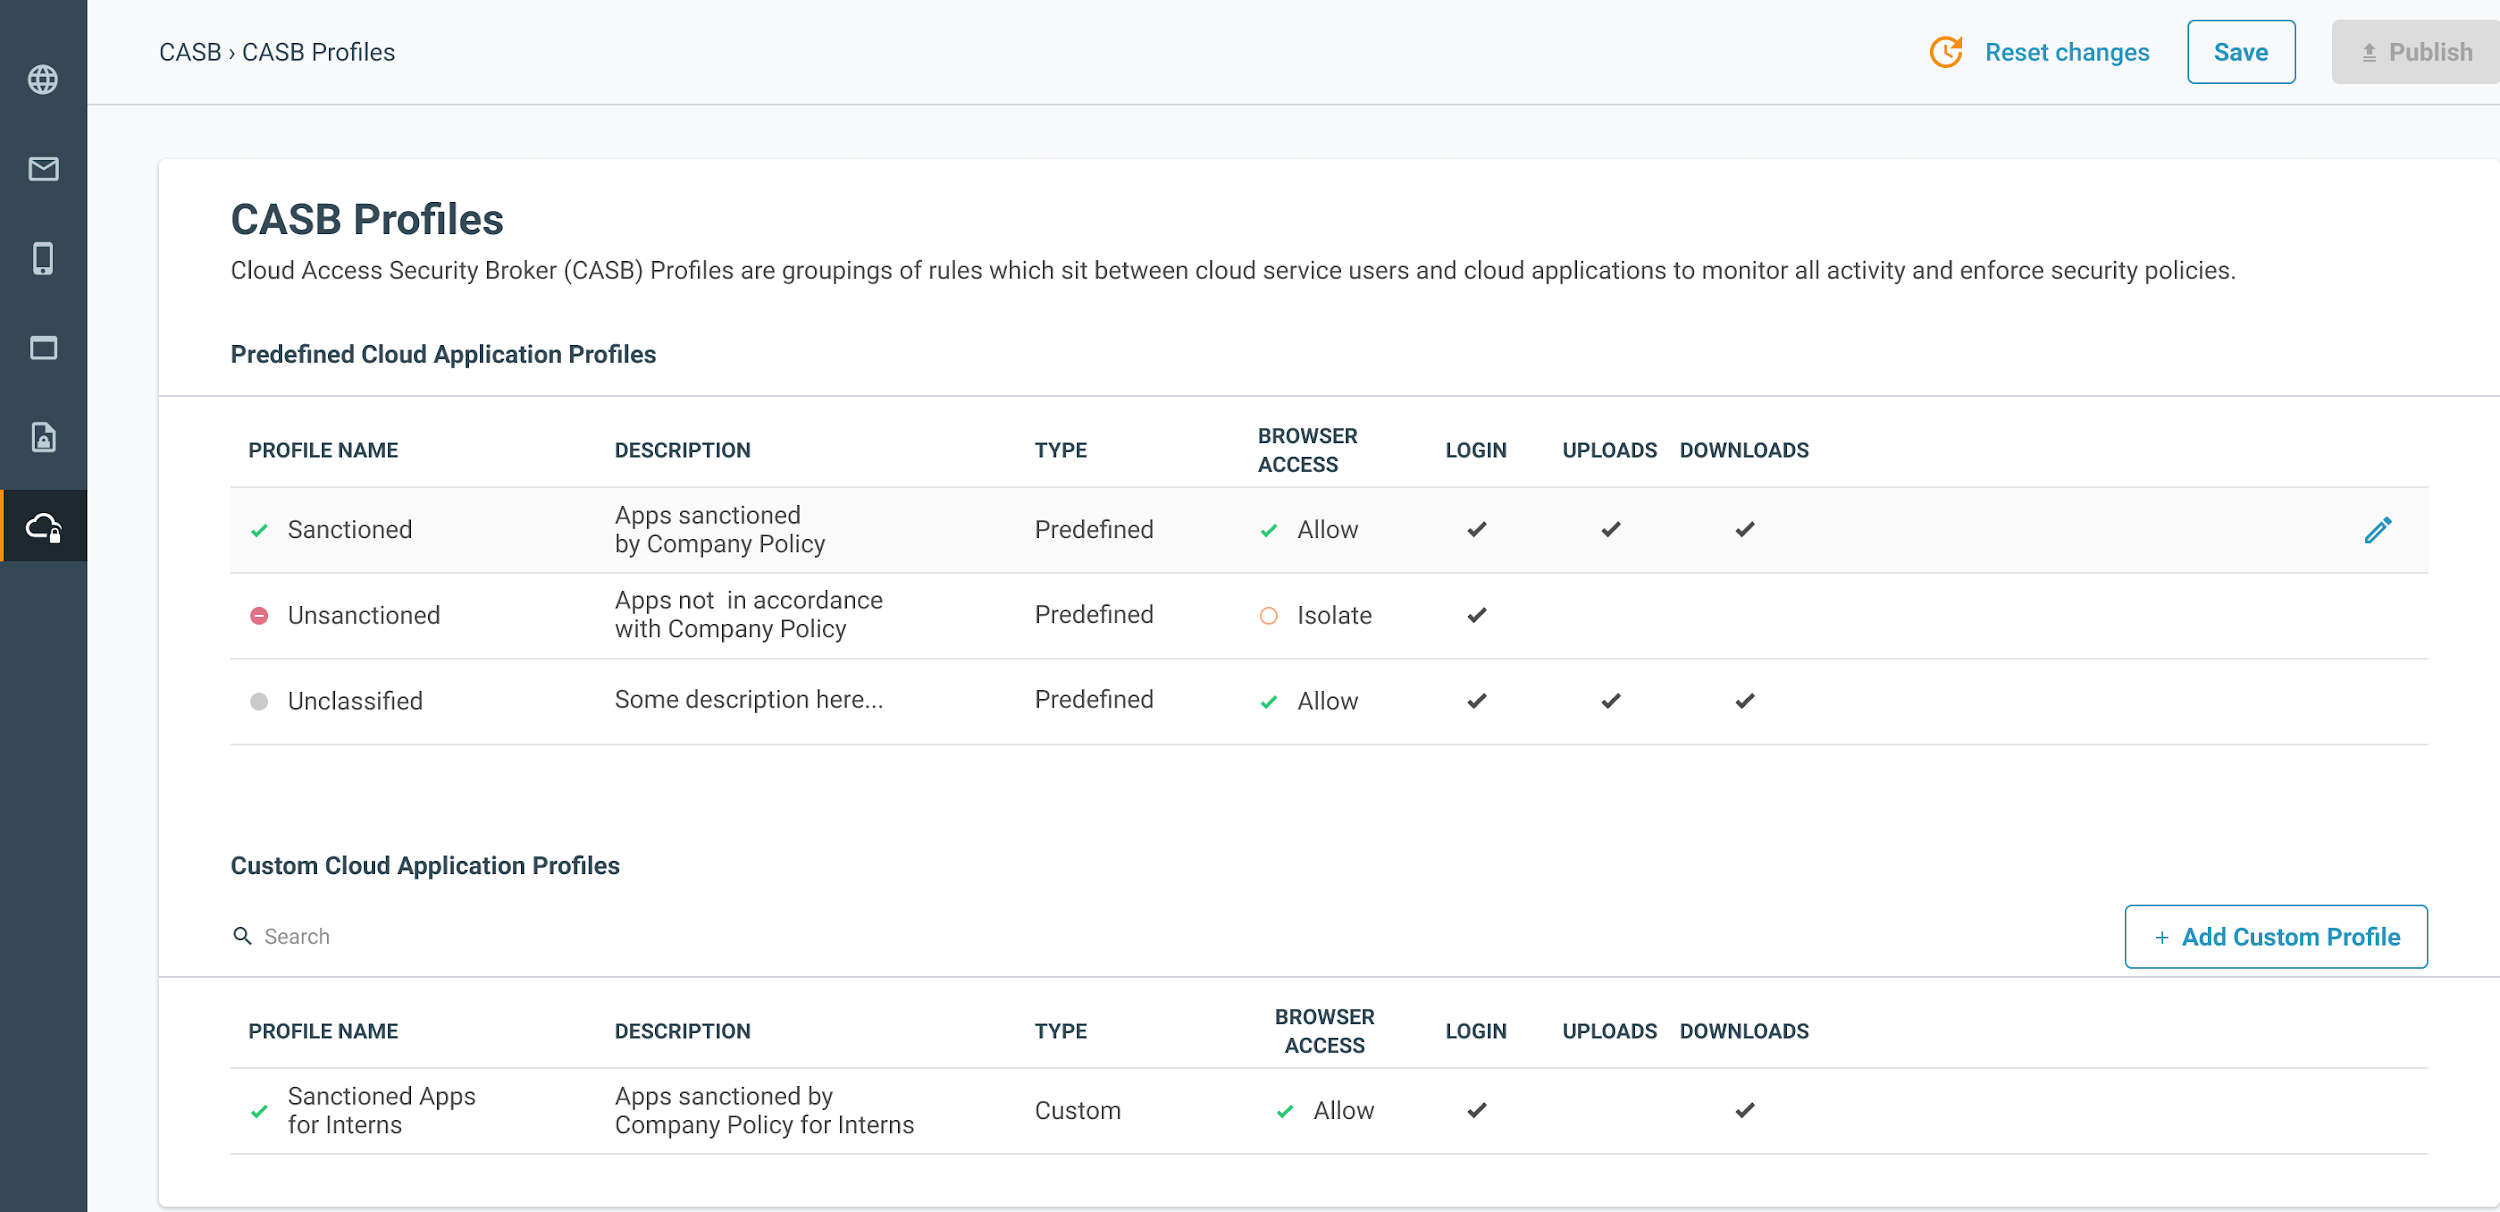 CASB › CASB Profiles
Reset changes
Save
Publish
CASB Profiles
Cloud Access Security Broker (CASB) Profiles are groupings of rules which sit between cloud service users and cloud applications to monitor all activity and enforce security policies.
Predefined Cloud Application Profiles
PROFILE NAME
DESCRIPTION
TYPE
BROWSER
ACCESS
LOGIN
UPLOADS
DOWNLOADS
Sanctioned
Apps sanctioned
by Company Policy
Predefined
Allow
Unsanctioned
Apps not  in accordance
with Company Policy
Predefined
Isolate
Unclassified
Some description here...
Predefined
Allow
Custom Cloud Application Profiles
Search
+ Add Custom Profile
PROFILE NAME
DESCRIPTION
TYPE
BROWSER
ACCESS
LOGIN
UPLOADS
DOWNLOADS
Sanctioned Apps
for Interns
Apps sanctioned by
Company Policy for Interns
Custom
Allow